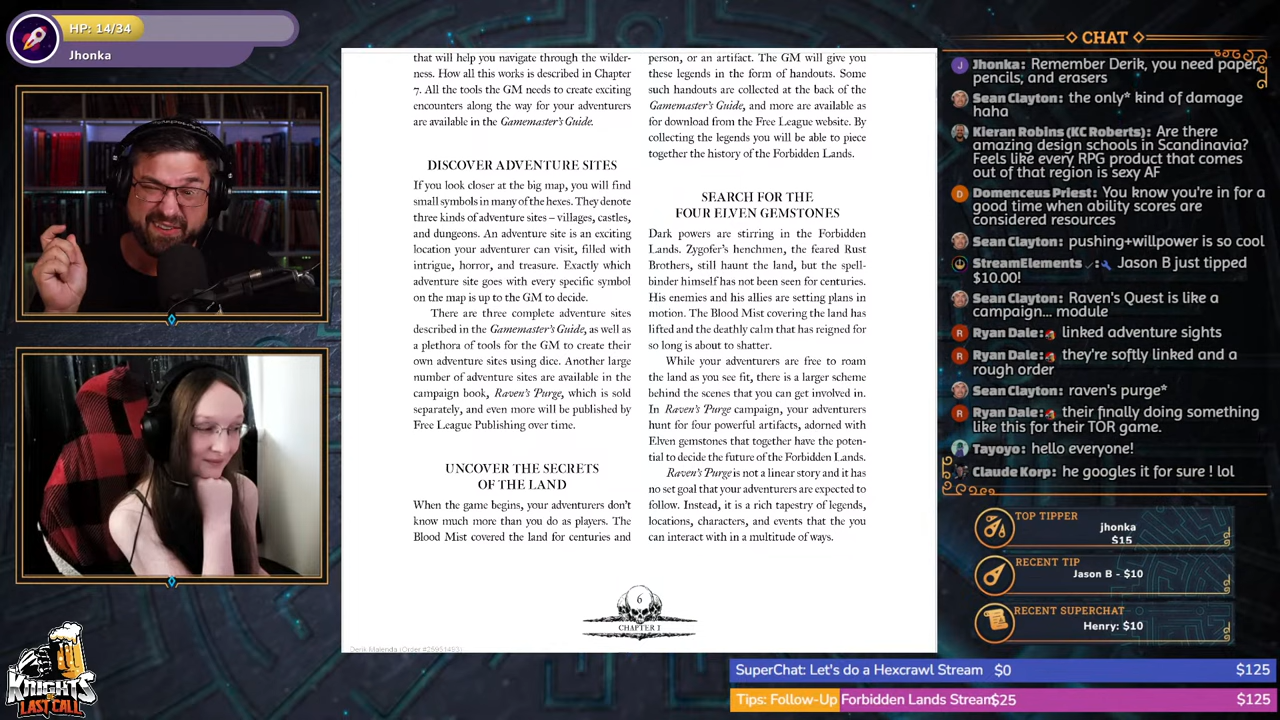 HP: 14/34
Jhonka
that will help you navigate through the wilder-
ness. How all this works is described in Chapter
7. All the tools the GM needs to create exciting
encounters along the way for your adventurers
are available in the Gamemaster's Guide.
DISCOVER ADVENTURE SITES
If you look closer at the big map, you will find
small symbols in many of the hexes. They denote
three kinds of adventure sites – villages, castles,
and dungeons. An adventure site is an exciting
location your adventurer can visit, filled with
intrigue, horror, and treasure. Exactly which
adventure site goes with every specific symbol
on the map is up to the GM to decide.
There are three complete adventure sites
described in the Gamemaster's Guide, as well as
a plethora of tools for the GM to create their
own adventure sites using dice. Another large
number of adventure sites are available in the
campaign book, Raven's Purge, which is sold
separately, and even more will be published by
Free League Publishing over time.
UNCOVER THE SECRETS
OF THE LAND
When the game begins, your adventurers don't
know much more than you do as players. The
Blood Mist covered the land for centuries and
person, or an artifact. The GM will give you
these legends in the form of handouts. Some
such handouts are collected at the back of the
Gamemaster's Guide, and more are available as
for download from the Free League website. By
collecting the legends you will be able to piece
together the history of the Forbidden Lands.
SEARCH FOR THE
FOUR ELVEN GEMSTONES
Dark powers are stirring in the Forbidden
Lands. Zygofer's henchmen, the feared Rust
Brothers, still haunt the land, but the spell-
binder himself has not been seen for centuries.
His enemies and his allies are setting plans in
motion. The Blood Mist covering the land has
lifted and the deathly calm that has reigned for
so long is about to shatter.
While your adventurers are free to roam
the land as you see fit, there is a larger scheme
behind the scenes that you can get involved in.
In Raven's Purge campaign, your adventurers
hunt for four powerful artifacts, adorned with
Elven gemstones that together have the poten-
tial to decide the future of the Forbidden Lands.
Raven's Purge is not a linear story and it has
no set goal that your adventurers are expected to
follow. Instead, it is a rich tapestry of legends,
locations, characters, and events that the you
can interact with in a multitude of ways.
6
CHAPTER 1
Derik Malenda (Order
CHAT
Jhonka: Remember Derik, you need paper,
pencils, and erasers
Sean Clayton: the only* kind of damage
haha
Kieran Robins (KC Roberts): Are there
amazing design schools in Scandinavia?
Feels like every RPG product that comes
out of that region is sexy AF
Domenceus Priest: You know you're in for a
good time when ability scores are
considered resources
Sean Clayton: pushing+willpower is so cool
StreamElements: Jason B just tipped
$10.00!
Sean Clayton: Raven's Quest is like a
campaign... module
Ryan Dale: linked adventure sights
Ryan Dale: they're softly linked and a
rough order
Sean Clayton: raven's purge*
Ryan Dale: their finally doing something
like this for their TOR game.
Tayoyo: hello everyone!
Claude Korp: he googles it for sure ! lol
TOP TIPPER
jhonka
$15
RECENT TIP
Jason B - $10
RECENT SUPERCHAT
Henry: $10
KNIGHTS
OF
LAST CALL
SuperChat: Let's do a Hexcrawl Stream $0 $125
Tips: Follow-Up Forbidden Lands Stream $25 $125